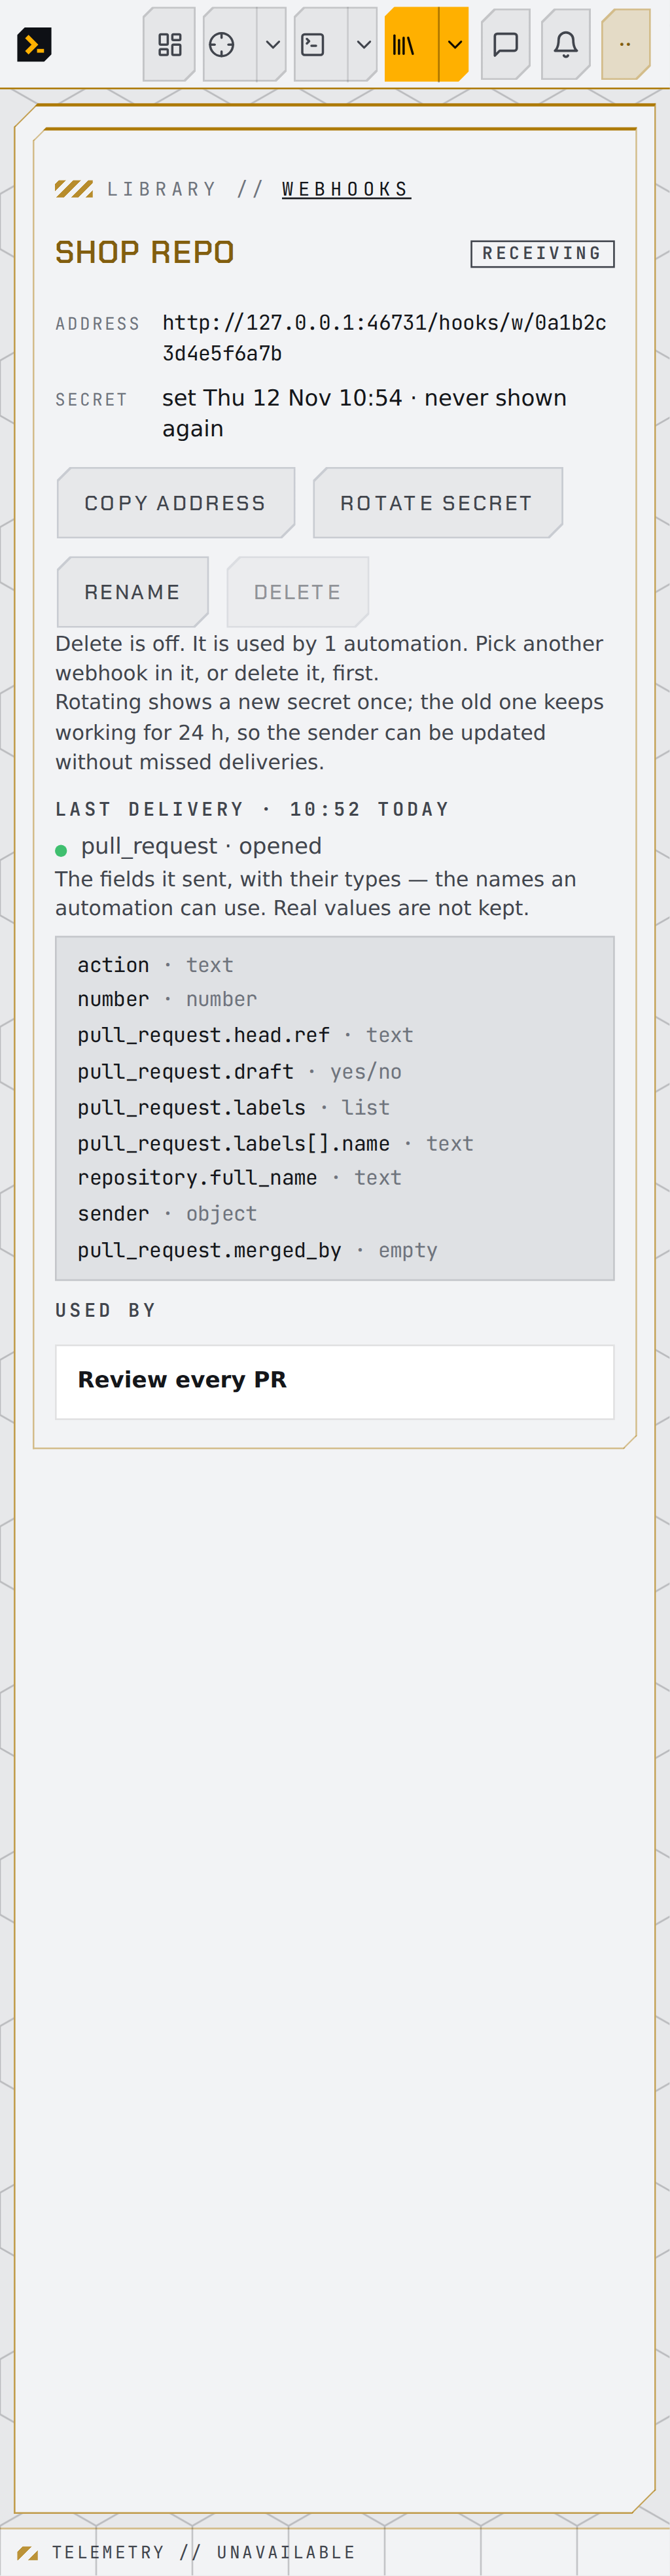 LIBRARY // WEBHOOKS
SHOP REPO
RECEIVING
ADDRESS http://127.0.0.1:46731/hooks/w/0a1b2c
3d4e5f6a7b
SECRET set Thu 12 Nov 10:54 · never shown
again
COPY ADDRESS ROTATE SECRET
RENAME DELETE
Delete is off. It is used by 1 automation. Pick another
webhook in it, or delete it, first.
Rotating shows a new secret once; the old one keeps
working for 24 h, so the sender can be updated
without missed deliveries.
LAST DELIVERY · 10:52 TODAY
pull_request · opened
The fields it sent, with their types — the names an
automation can use. Real values are not kept.
action · text
number · number
pull_request.head.ref · text
pull_request.draft · yes/no
pull_request.labels · list
pull_request.labels[].name · text
repository.full_name · text
sender · object
pull_request.merged_by · empty
USED BY
Review every PR
TELEMETRY // UNAVAILABLE